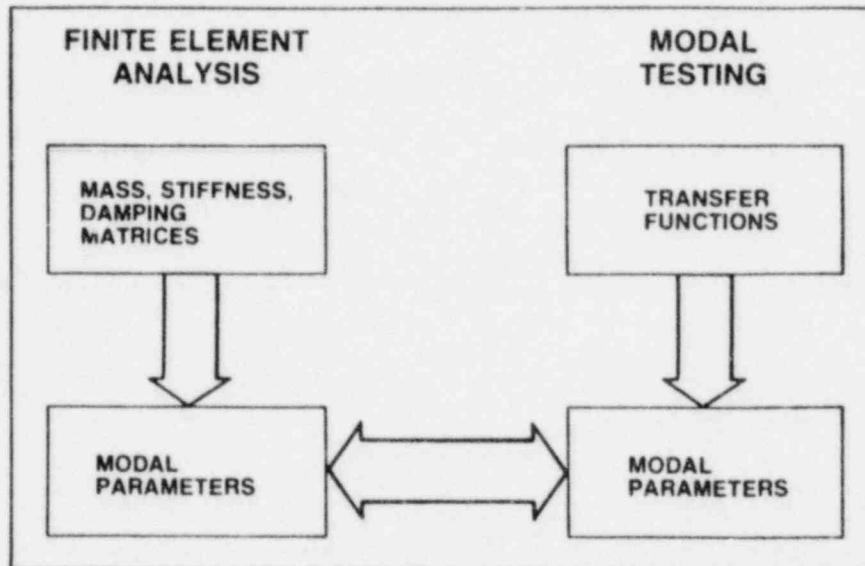 FINITE ELEMENT
ANALYSIS
MODAL
TESTING
MASS, STIFFNESS,
DAMPING
MATRICES
TRANSFER
FUNCTIONS
MODAL
PARAMETERS
MODAL
PARAMETERS